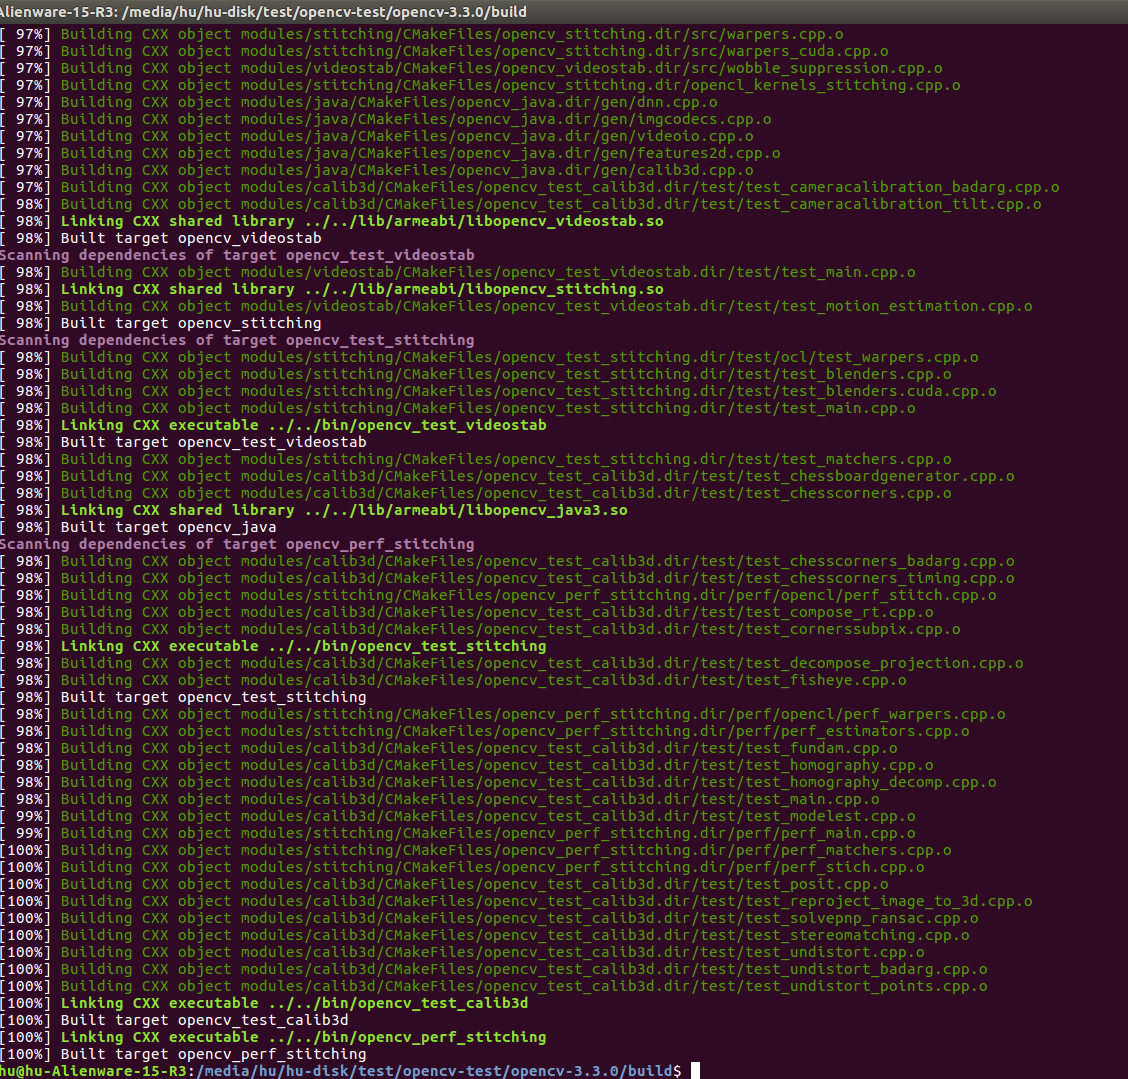 Alienware-15-R3: /media/hu/hu-disk/test/opencv-test/opencv-3.3.0/build
[ 97%] Building CXX object modules/stitching/CMakeFiles/opencv_stitching.dir/src/warpers.cpp.o
[ 97%] Building CXX object modules/stitching/CMakeFiles/opencv_stitching.dir/src/warpers_cuda.cpp.o
[ 97%] Building CXX object modules/videostab/CMakeFiles/opencv_videostab.dir/src/wobble_suppression.cpp.o
[ 97%] Building CXX object modules/stitching/CMakeFiles/opencv_stitching.dir/opencl_kernels_stitching.cpp.o
[ 97%] Building CXX object modules/java/CMakeFiles/opencv_java.dir/gen/dnn.cpp.o
[ 97%] Building CXX object modules/java/CMakeFiles/opencv_java.dir/gen/imgcodecs.cpp.o
[ 97%] Building CXX object modules/java/CMakeFiles/opencv_java.dir/gen/videoio.cpp.o
[ 97%] Building CXX object modules/java/CMakeFiles/opencv_java.dir/gen/features2d.cpp.o
[ 97%] Building CXX object modules/java/CMakeFiles/opencv_java.dir/gen/calib3d.cpp.o
[ 97%] Building CXX object modules/calib3d/CMakeFiles/opencv_test_calib3d.dir/test/test_cameracalibration_badarg.cpp.o
[ 98%] Building CXX object modules/calib3d/CMakeFiles/opencv_test_calib3d.dir/test/test_cameracalibration_tilt.cpp.o
[ 98%] Linking CXX shared library ../../lib/armeabi/libopencv_videostab.so
[ 98%] Built target opencv_videostab
Scanning dependencies of target opencv_test_videostab
[ 98%] Building CXX object modules/videostab/CMakeFiles/opencv_test_videostab.dir/test/test_main.cpp.o
[ 98%] Linking CXX shared library ../../lib/armeabi/libopencv_stitching.so
[ 98%] Building CXX object modules/videostab/CMakeFiles/opencv_test_videostab.dir/test/test_motion_estimation.cpp.o
[ 98%] Built target opencv_stitching
Scanning dependencies of target opencv_test_stitching
[ 98%] Building CXX object modules/stitching/CMakeFiles/opencv_test_stitching.dir/test/ocl/test_warpers.cpp.o
[ 98%] Building CXX object modules/stitching/CMakeFiles/opencv_test_stitching.dir/test/test_blenders.cpp.o
[ 98%] Building CXX object modules/stitching/CMakeFiles/opencv_test_stitching.dir/test/test_blenders.cuda.cpp.o
[ 98%] Building CXX object modules/stitching/CMakeFiles/opencv_test_stitching.dir/test/test_main.cpp.o
[ 98%] Linking CXX executable ../../bin/opencv_test_videostab
[ 98%] Built target opencv_test_videostab
[ 98%] Building CXX object modules/stitching/CMakeFiles/opencv_test_stitching.dir/test/test_matchers.cpp.o
[ 98%] Building CXX object modules/calib3d/CMakeFiles/opencv_test_calib3d.dir/test/test_chessboardgenerator.cpp.o
[ 98%] Building CXX object modules/calib3d/CMakeFiles/opencv_test_calib3d.dir/test/test_chesscorners.cpp.o
[ 98%] Linking CXX shared library ../../lib/armeabi/libopencv_java3.so
[ 98%] Built target opencv_java
Scanning dependencies of target opencv_perf_stitching
[ 98%] Building CXX object modules/calib3d/CMakeFiles/opencv_test_calib3d.dir/test/test_chesscorners_badarg.cpp.o
[ 98%] Building CXX object modules/calib3d/CMakeFiles/opencv_test_calib3d.dir/test/test_chesscorners_timing.cpp.o
[ 98%] Building CXX object modules/stitching/CMakeFiles/opencv_perf_stitching.dir/perf/opencl/perf_stitch.cpp.o
[ 98%] Building CXX object modules/calib3d/CMakeFiles/opencv_test_calib3d.dir/test/test_compose_rt.cpp.o
[ 98%] Building CXX object modules/calib3d/CMakeFiles/opencv_test_calib3d.dir/test/test_cornerssubpix.cpp.o
[ 98%] Linking CXX executable ../../bin/opencv_test_stitching
[ 98%] Building CXX object modules/calib3d/CMakeFiles/opencv_test_calib3d.dir/test/test_decompose_projection.cpp.o
[ 98%] Building CXX object modules/calib3d/CMakeFiles/opencv_test_calib3d.dir/test/test_fisheye.cpp.o
[ 98%] Built target opencv_test_stitching
[ 98%] Building CXX object modules/stitching/CMakeFiles/opencv_perf_stitching.dir/perf/opencl/perf_warpers.cpp.o
[ 98%] Building CXX object modules/stitching/CMakeFiles/opencv_perf_stitching.dir/perf/perf_estimators.cpp.o
[ 98%] Building CXX object modules/calib3d/CMakeFiles/opencv_test_calib3d.dir/test/test_fundam.cpp.o
[ 98%] Building CXX object modules/calib3d/CMakeFiles/opencv_test_calib3d.dir/test/test_homography.cpp.o
[ 98%] Building CXX object modules/calib3d/CMakeFiles/opencv_test_calib3d.dir/test/test_homography_decomp.cpp.o
[ 98%] Building CXX object modules/calib3d/CMakeFiles/opencv_test_calib3d.dir/test/test_main.cpp.o
[ 99%] Building CXX object modules/calib3d/CMakeFiles/opencv_test_calib3d.dir/test/test_modelest.cpp.o
[ 99%] Building CXX object modules/stitching/CMakeFiles/opencv_perf_stitching.dir/perf/perf_main.cpp.o
[100%] Building CXX object modules/stitching/CMakeFiles/opencv_perf_stitching.dir/perf/perf_matchers.cpp.o
[100%] Building CXX object modules/stitching/CMakeFiles/opencv_perf_stitching.dir/perf/perf_stich.cpp.o
[100%] Building CXX object modules/calib3d/CMakeFiles/opencv_test_calib3d.dir/test/test_posit.cpp.o
[100%] Building CXX object modules/calib3d/CMakeFiles/opencv_test_calib3d.dir/test/test_reproject_image_to_3d.cpp.o
[100%] Building CXX object modules/calib3d/CMakeFiles/opencv_test_calib3d.dir/test/test_solvepnp_ransac.cpp.o
[100%] Building CXX object modules/calib3d/CMakeFiles/opencv_test_calib3d.dir/test/test_stereomatching.cpp.o
[100%] Building CXX object modules/calib3d/CMakeFiles/opencv_test_calib3d.dir/test/test_undistort.cpp.o
[100%] Building CXX object modules/calib3d/CMakeFiles/opencv_test_calib3d.dir/test/test_undistort_badarg.cpp.o
[100%] Building CXX object modules/calib3d/CMakeFiles/opencv_test_calib3d.dir/test/test_undistort_points.cpp.o
[100%] Linking CXX executable ../../bin/opencv_test_calib3d
[100%] Built target opencv_test_calib3d
[100%] Linking CXX executable ../../bin/opencv_perf_stitching
[100%] Built target opencv_perf_stitching
hu@hu-Alienware-15-R3:/media/hu/hu-disk/test/opencv-test/opencv-3.3.0/build$